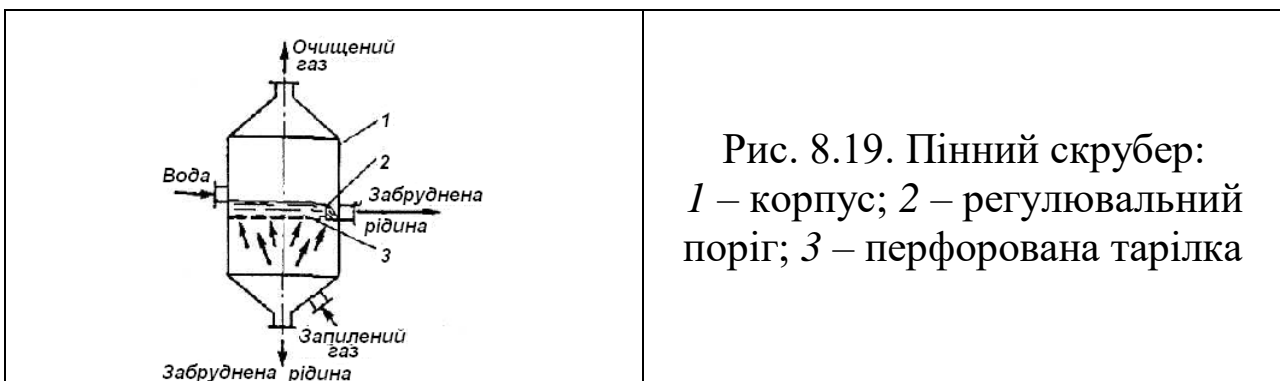 Очищений
газ
1
2
Вода
Забруднена
рідина
3
Запилений
газ
Забруднена рідина
Рис. 8.19. Пінний скрубер:
1 – корпус; 2 – регулювальний
поріг; 3 – перфорована тарілка